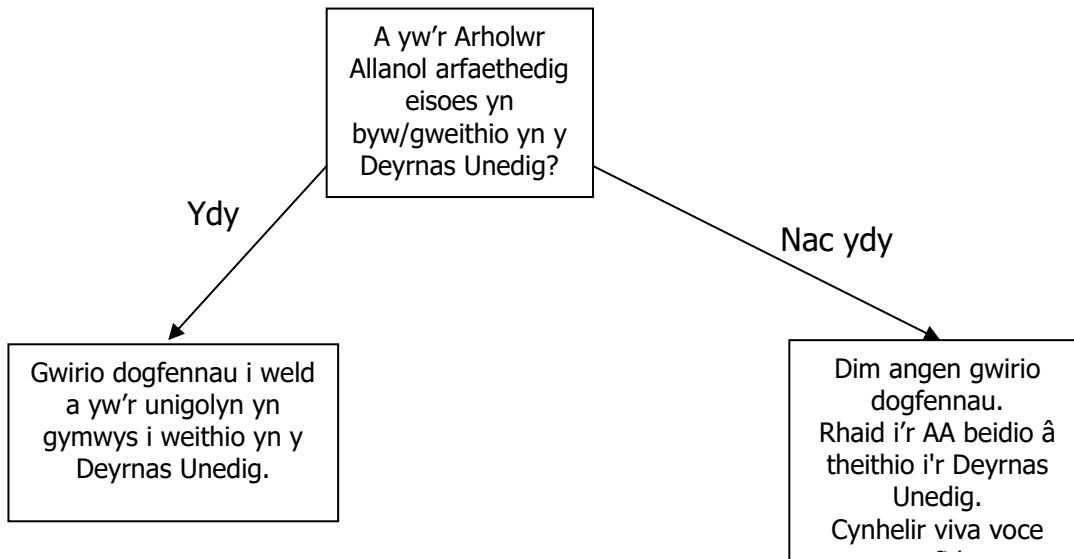 A yw'r Arholwr
Allanol arfaethedig
eisoes yn
byw/gweithio yn y
Deyrnas Unedig?
Ydy
Nac ydy
Gwirio dogfennau i weld
a yw'r unigolyn yn
gymwys i weithio yn y
Deyrnas Unedig.
Dim angen gwirio
dogfennau.
Rhaid i'r AA beidio â
theithio i'r Deyrnas
Unedig.
Cynhelir viva voce